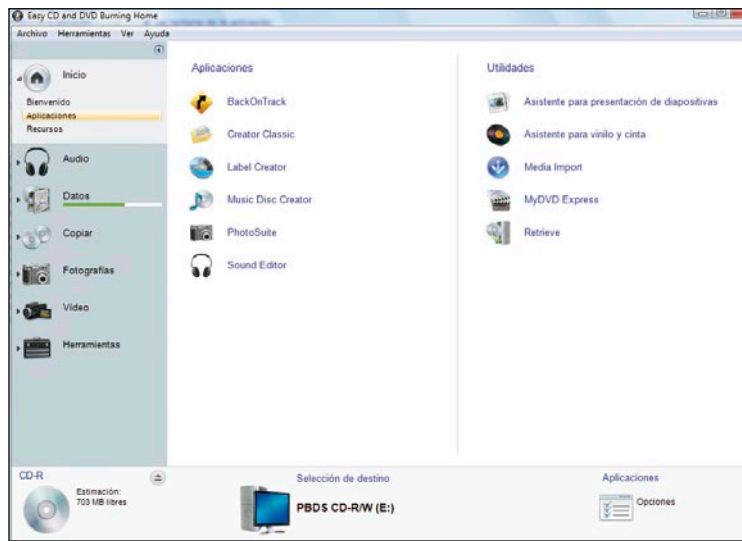 Easy CD and DVD Burning Home
Archivo Herramientas Ver Ayuda
Inicio
Bienvenido
Aplicaciones
Recursos
Audio
Datos
Copiar
Fotografías
Vídeo
Herramientas
Aplicaciones
BackOnTrack
Creator Classic
Label Creator
Music Disc Creator
PhotoSuite
Sound Editor
Utilidades
Asistente para presentación de diapositivas
Asistente para vinilo y cinta
Media Import
MyDVD Express
Retrieve
CD-R
Estimación:
703 MB libres
Selección de destino
PBDS CD-R/W (E:)
Aplicaciones
Opciones